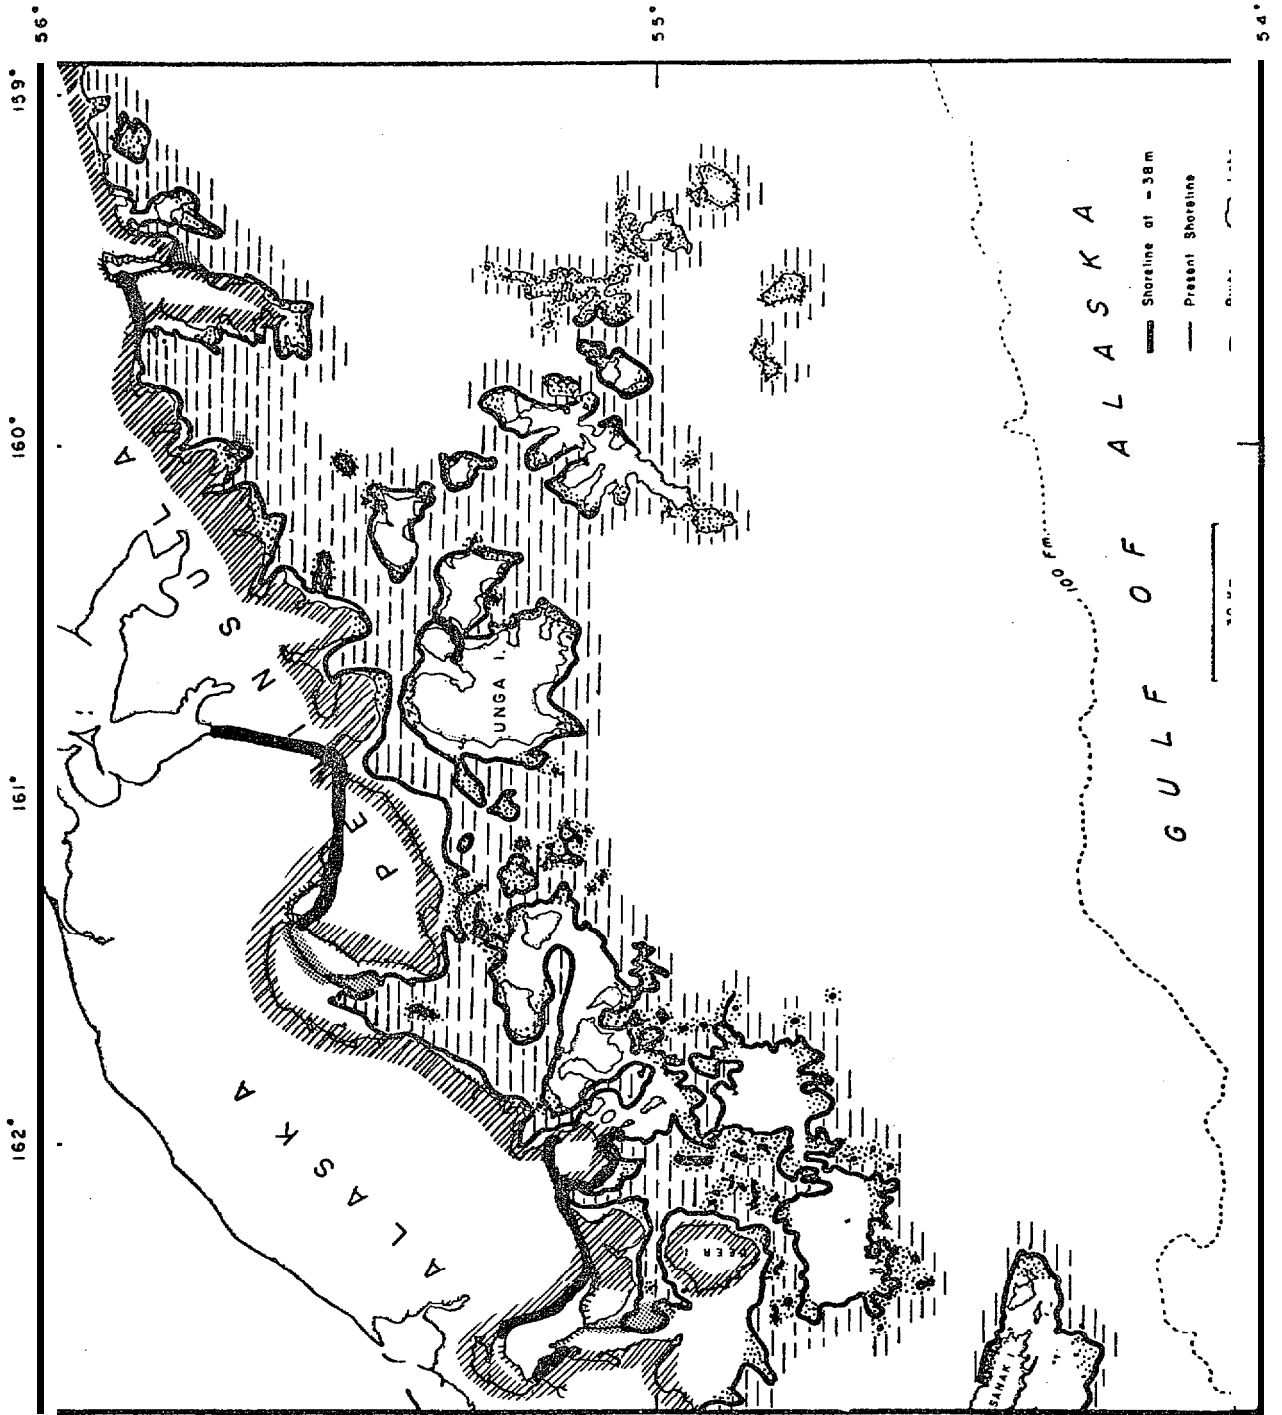 56°
55°
54°
159°
160°
161°
162°
ALASKA PENINSULA
UNGA I.
DEER I.
SANAK I
100 Fm.
GULF OF ALASKA
Shoreline at -38m
Present Shoreline